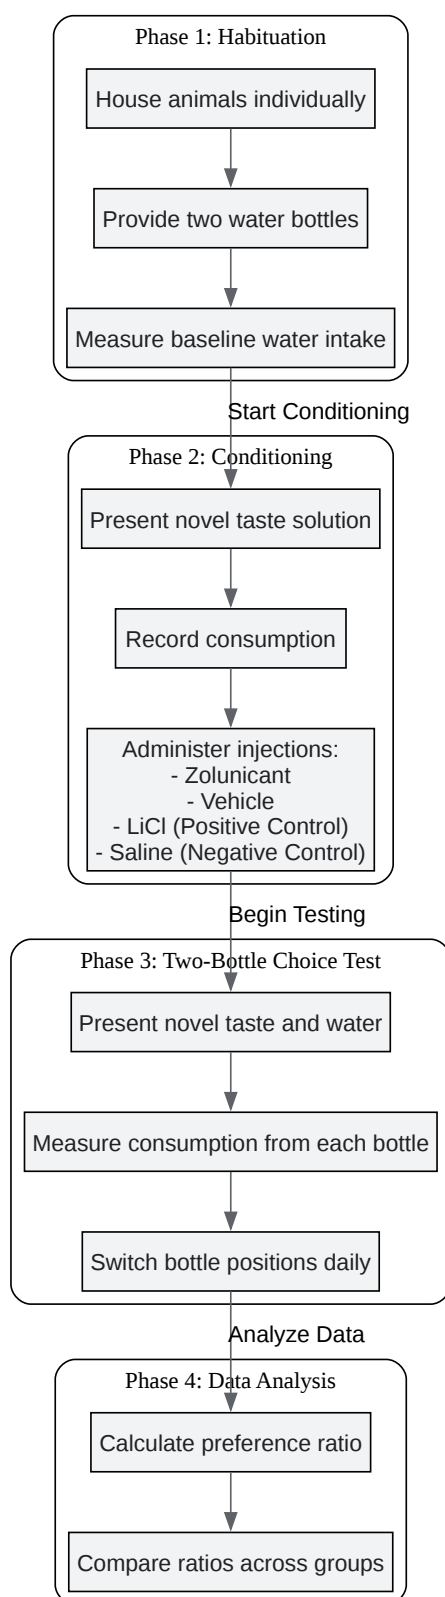 Phase 1: Habituation
House animals individually
Provide two water bottles
Measure baseline water intake
Start Conditioning
Phase 2: Conditioning
Present novel taste solution
Record consumption
Administer injections:
- Zolunicant
- Vehicle
- LiCl (Positive Control)
- Saline (Negative Control)
Begin Testing
Phase 3: Two-Bottle Choice Test
Present novel taste and water
Measure consumption from each bottle
Switch bottle positions daily
Analyze Data
Phase 4: Data Analysis
Calculate preference ratio
Compare ratios across groups